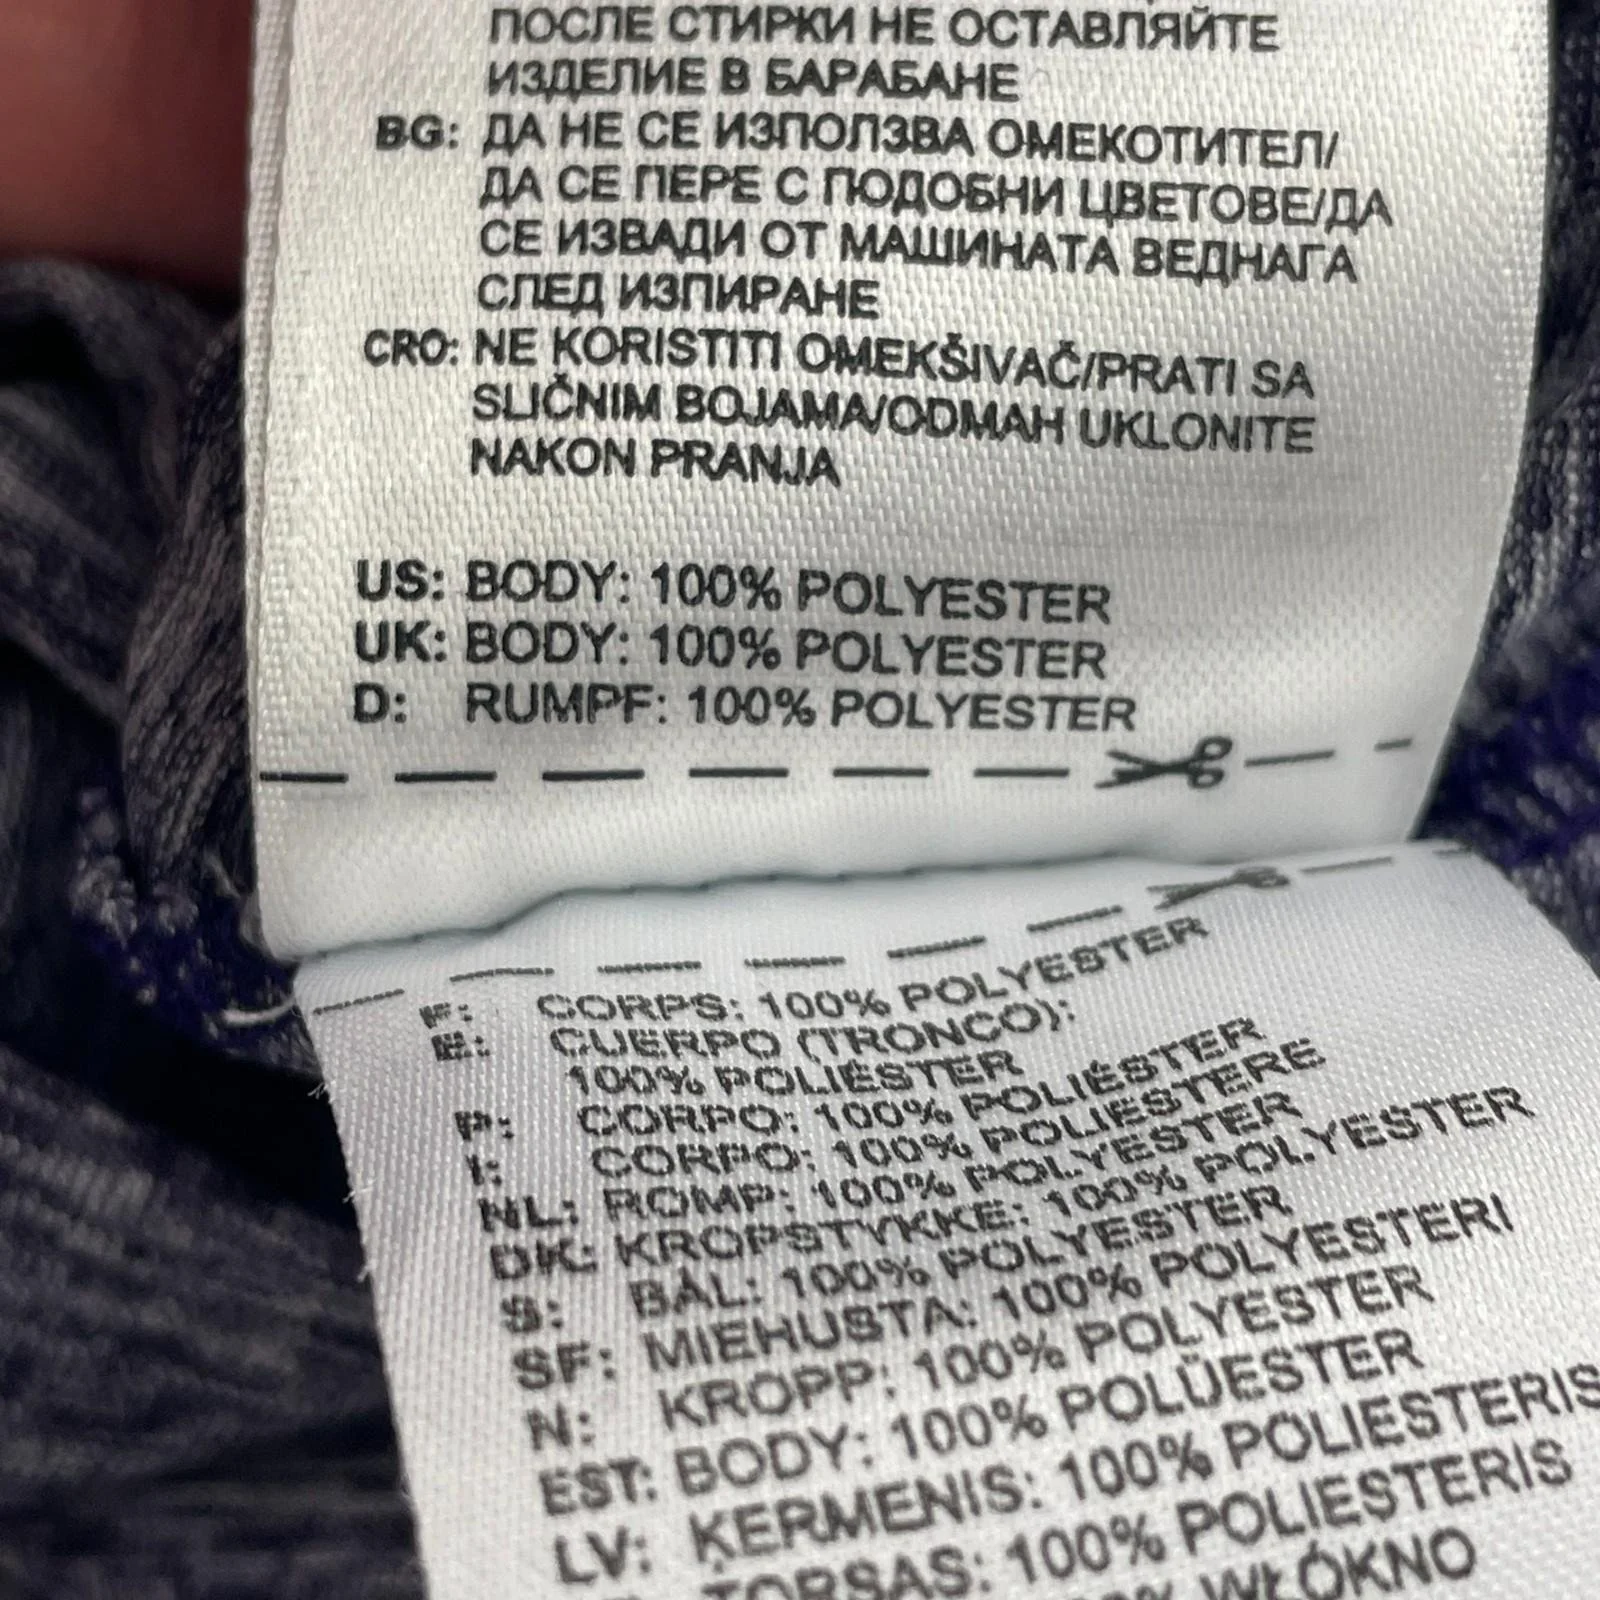 ПОСЛЕ СТИРКИ НЕ ОСТАВЛЯЙТЕ
ИЗДЕЛИЕ В БАРАБАНЕ
BG: ДА НЕ СЕ ИЗПОЛЗВА ОМЕКОТИТЕЛ/
ДА СЕ ПЕРЕ С ПОДОБНИ ЦВЕТОВЕ/ДА
СЕ ИЗВАДИ ОТ МАШИНАТА ВЕДНАГА
СЛЕД ИЗПИРАНЕ
CRO: NE KORISTITI OMEKŠIVAČ/PRATI SA
SLIČNIM BOJAMA/ODMAH UKLONITE
NAKON PRANJA
US: BODY: 100% POLYESTER
UK: BODY: 100% POLYESTER
D: RUMPF: 100% POLYESTER
F: CORPS: 100% POLYESTER
E: CUERPO (TRONCO):
100% POLIÉSTER
P: CORPO: 100% POLIÉSTER
I: CORPO: 100% POLIESTERE
NL: ROMP: 100% POLYESTER
DK: KROPSTYKKE: 100% POLYESTER
S: BÅL: 100% POLYESTER
SF: MIEHUSTA: 100% POLYESTERI
N: KROPP: 100% POLYESTER
EST: BODY: 100% POLÜESTER
LV: ĶERMENIS: 100% POLIESTERIS
TORSAS: 100% POLIESTERIS
% WŁÓKNO